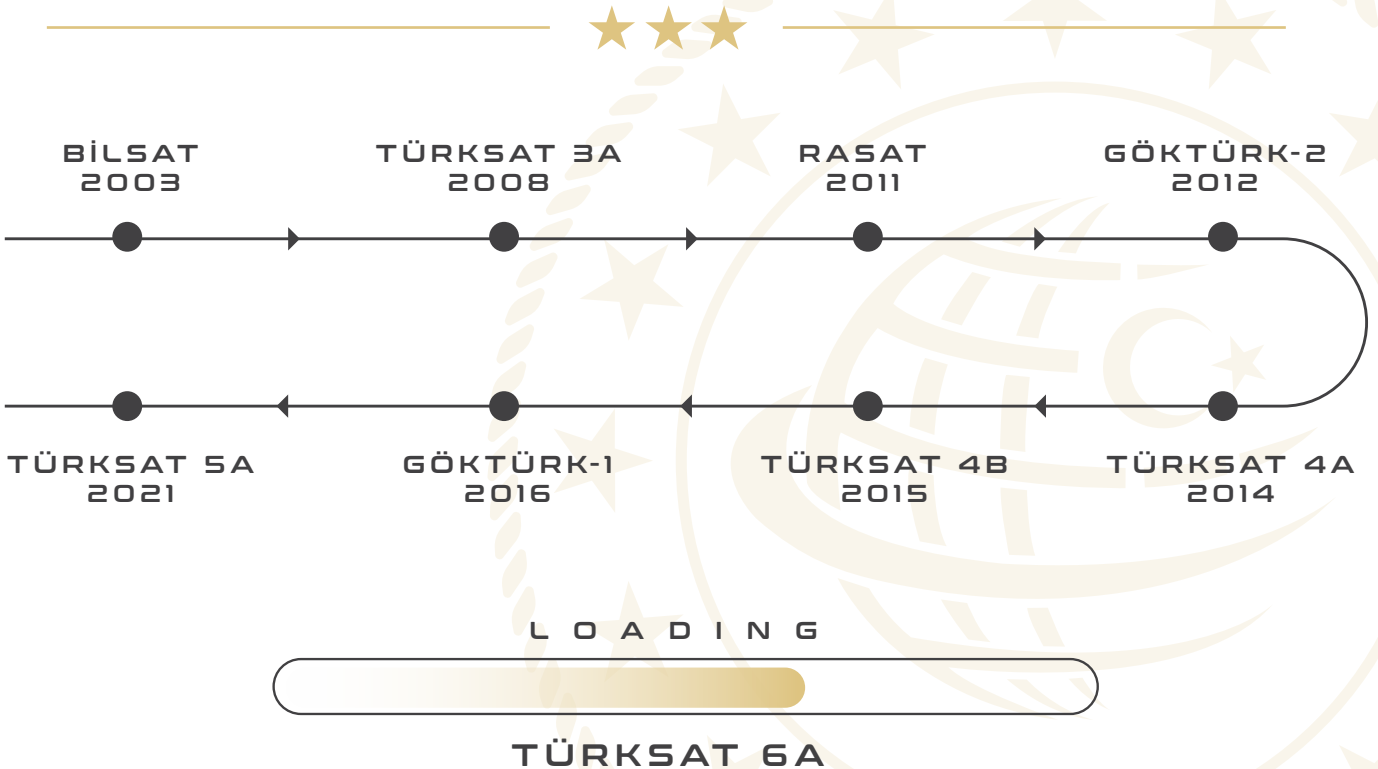 BİLSAT
2003
TÜRKSAT 3A
2008
RASAT
2011
GÖKTÜRK-2
2012
TÜRKSAT 5A
2021
GÖKTÜRK-1
2016
TÜRKSAT 4B
2015
TÜRKSAT 4A
2014
LOADING
TÜRKSAT 6A